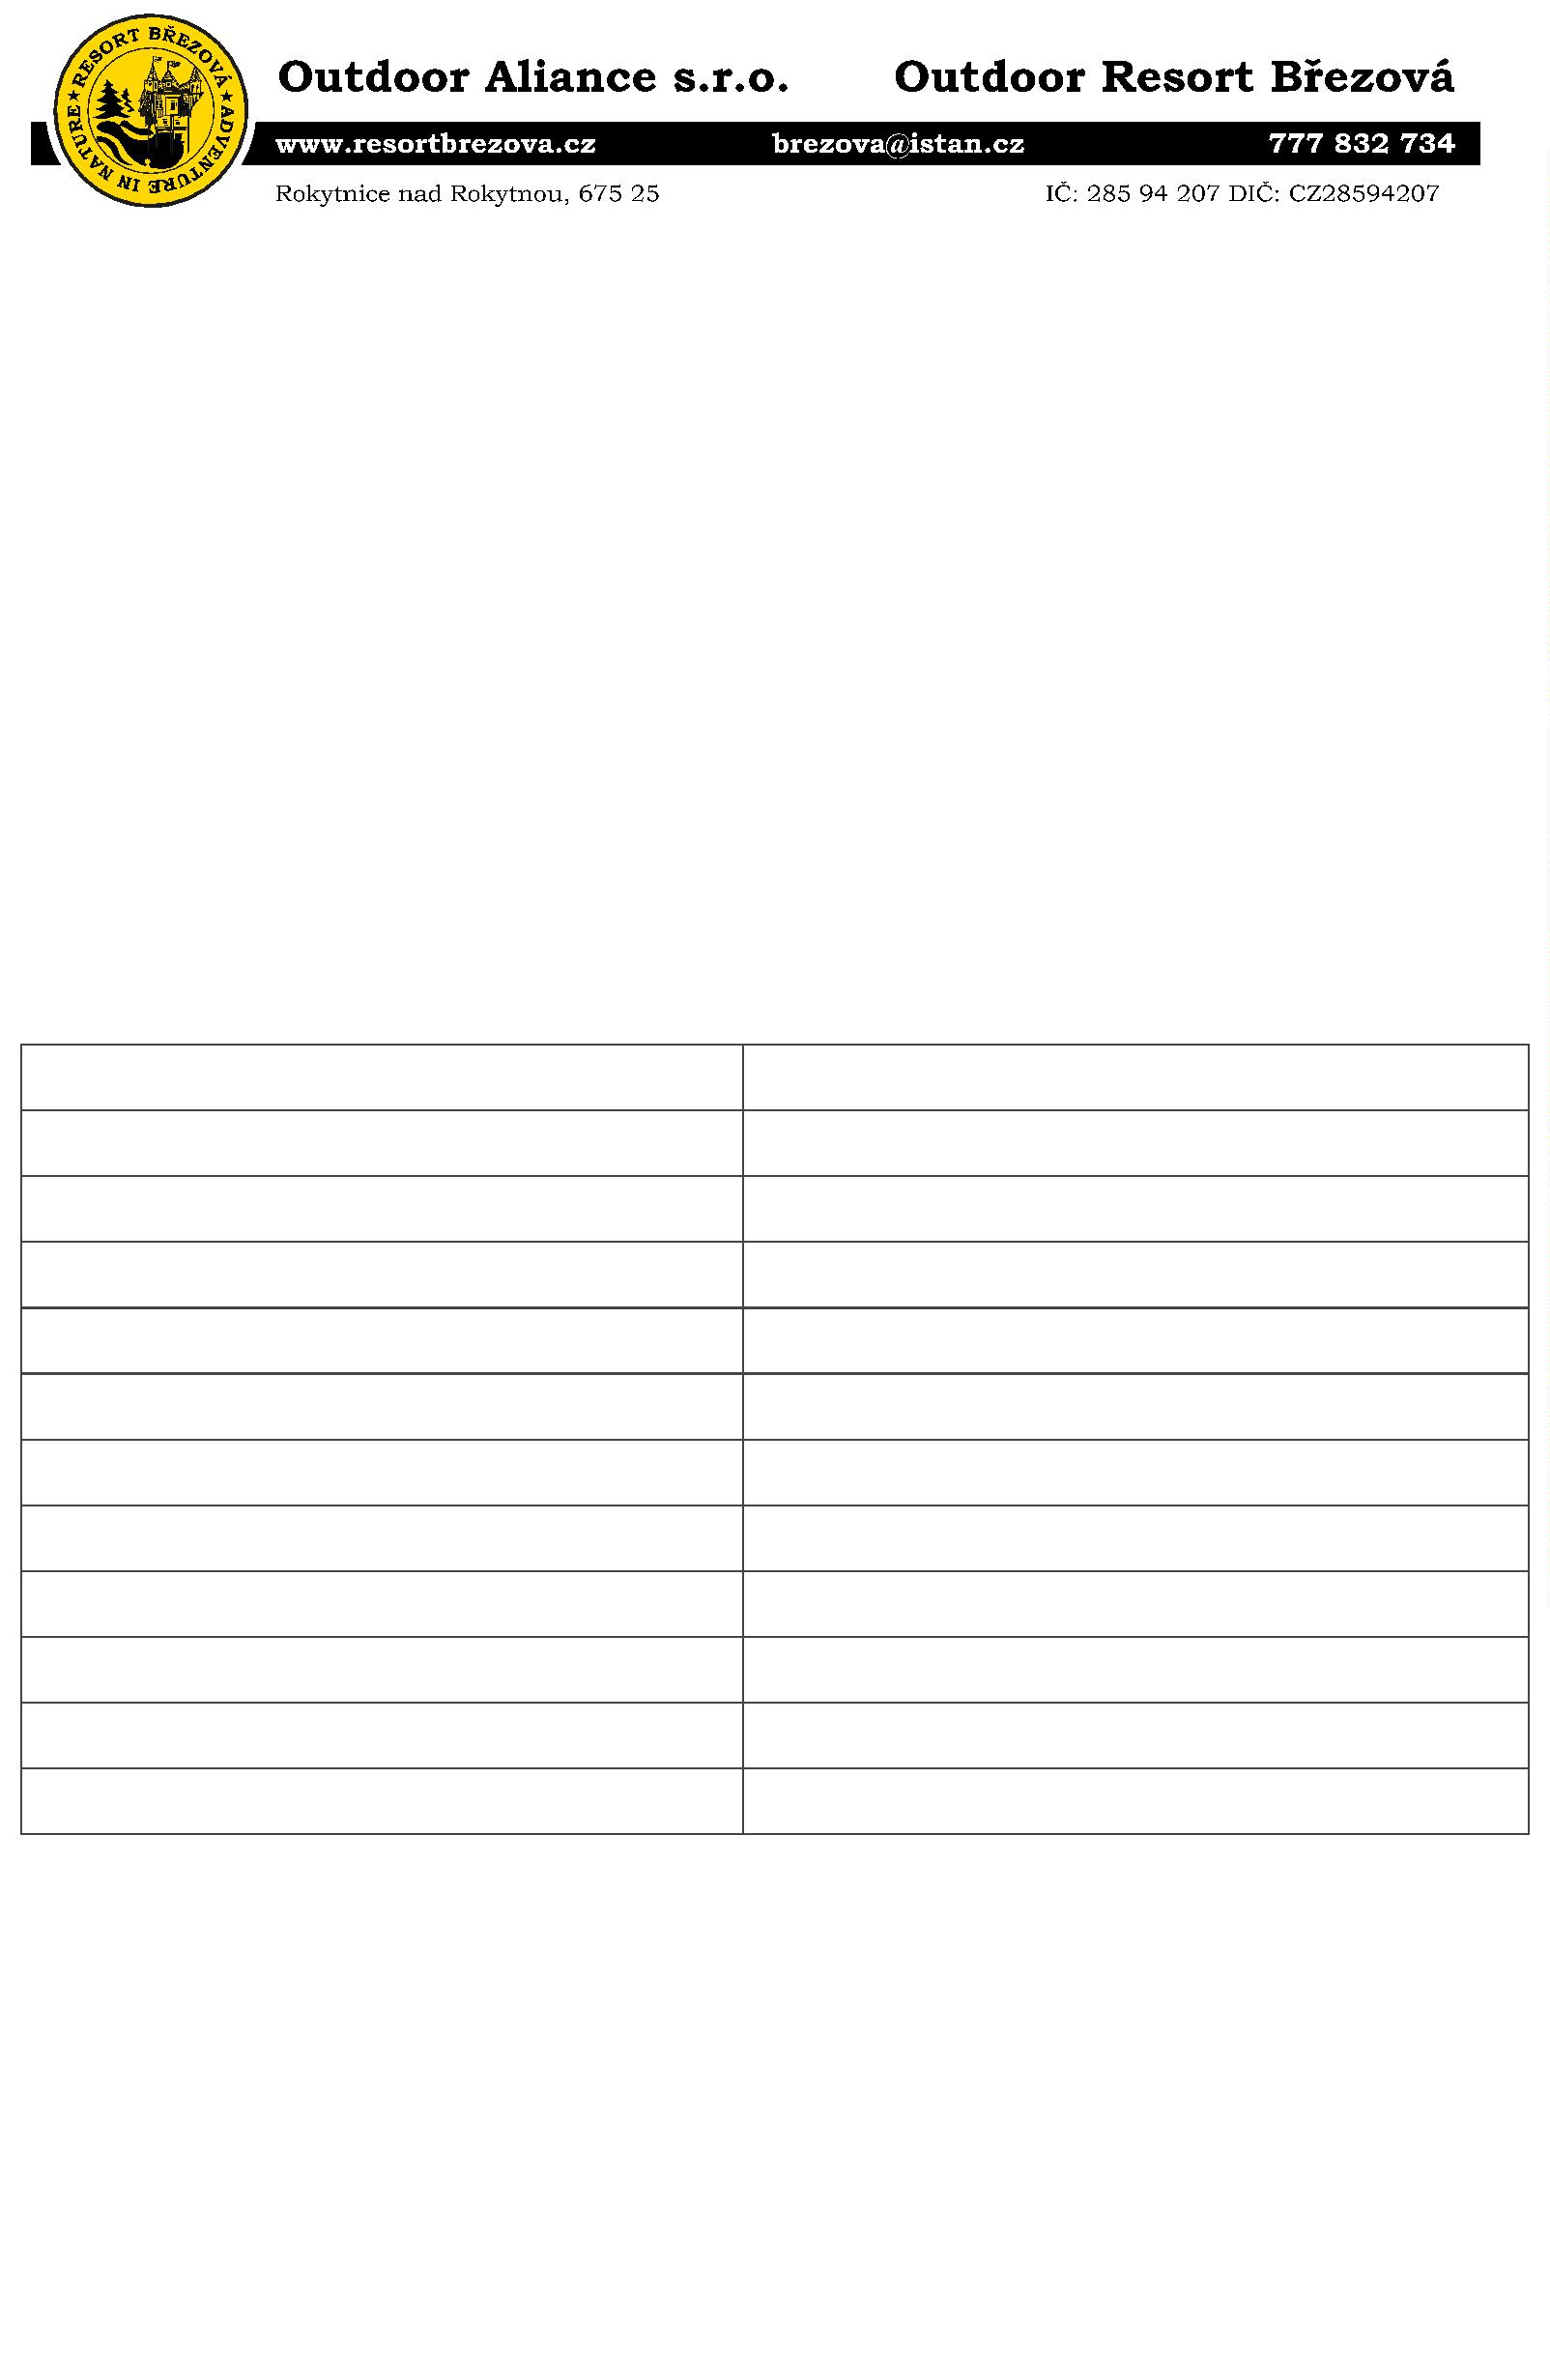 RESORT BŘEZOVÁ ★ ADVENTURE IN NATURE ★
Outdoor Aliance s.r.o. Outdoor Resort Březová
www.resortbrezova.cz brezova@istan.cz 777 832 734
Rokytnice nad Rokytnou, 675 25 IČ: 285 94 207 DIČ: CZ28594207